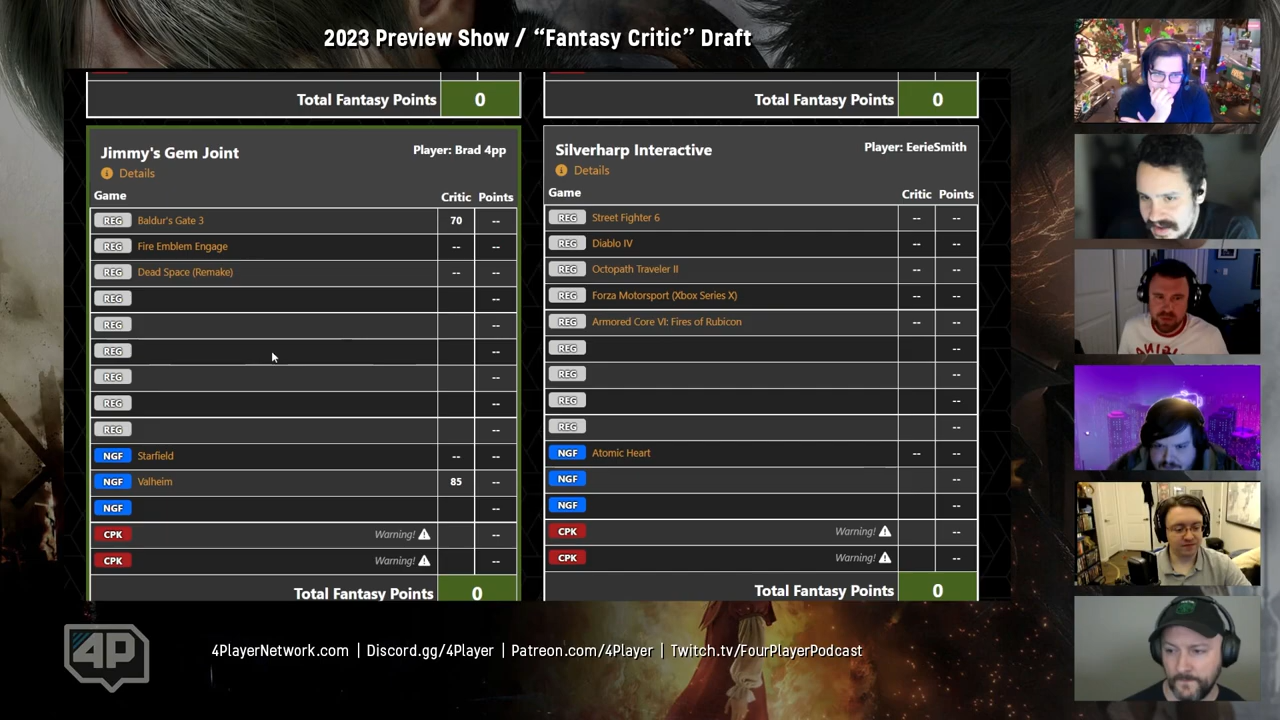 2023 Preview Show / “Fantasy Critic” Draft
Total Fantasy Points 0
Total Fantasy Points 0
Jimmy's Gem Joint Player: Brad 4pp
Details
Game Critic Points
REG Baldur's Gate 3 70 --
REG Fire Emblem Engage -- --
REG Dead Space (Remake) -- --
REG --
REG --
REG --
REG --
REG --
REG --
NGF Starfield -- --
NGF Valheim 85 --
NGF --
CPK Warning! --
CPK Warning! --
Total Fantasy Points 0
Silverharp Interactive Player: EerieSmith
Details
Game Critic Points
REG Street Fighter 6 -- --
REG Diablo IV -- --
REG Octopath Traveler II -- --
REG Forza Motorsport (Xbox Series X) -- --
REG Armored Core VI: Fires of Rubicon -- --
REG --
REG --
REG --
REG --
NGF Atomic Heart -- --
NGF --
NGF --
CPK Warning! --
CPK Warning! --
Total Fantasy Points 0
4P
4PlayerNetwork.com | Discord.gg/4Player | Patreon.com/4Player | Twitch.tv/FourPlayerPodcast